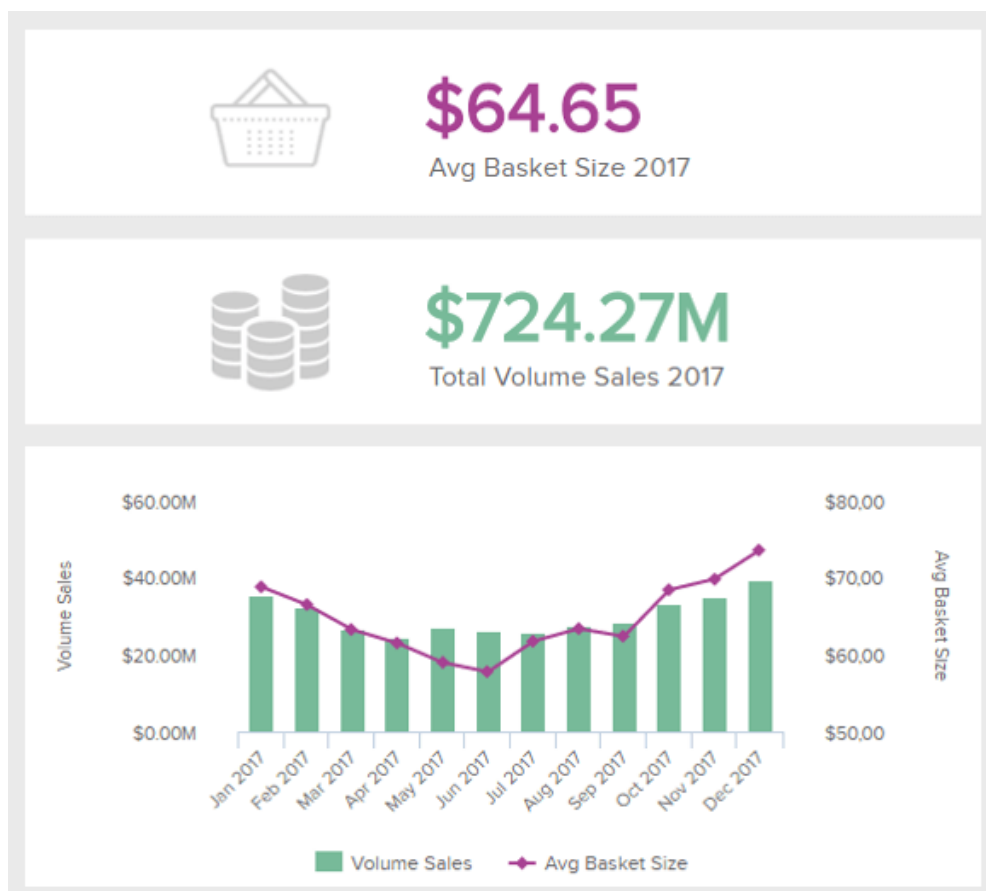 $64.65
Avg Basket Size 2017
$724.27M
Total Volume Sales 2017
$60.00M
$40.00M
$20.00M
$0.00M
Volume Sales
$80,00
$70,00
$60,00
$50,00
Avg Basket Size
Jan 2017
Feb 2017
Mar 2017
Apr 2017
May 2017
Jun 2017
Jul 2017
Aug 2017
Sep 2017
Oct 2017
Nov 2017
Dec 2017
Volume Sales
Avg Basket Size